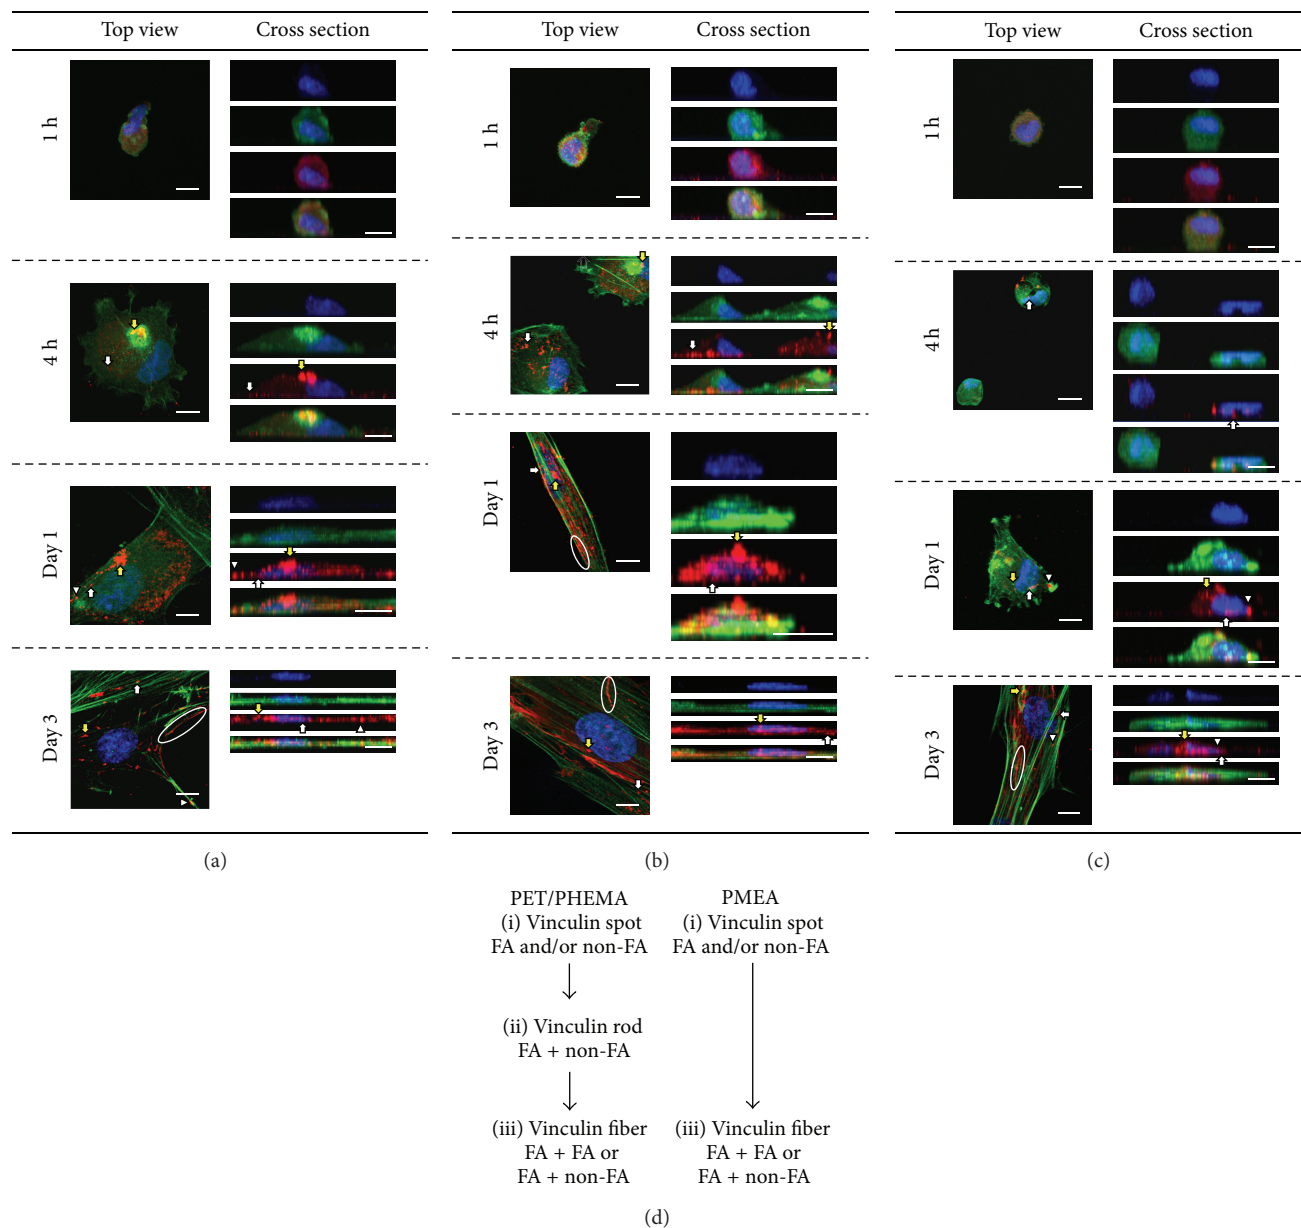 Top view Cross section
1 h
4 h
Day 1
Day 3
(a)
Top view Cross section
1 h
4 h
Day 1
Day 3
(b)
Top view Cross section
1 h
4 h
Day 1
Day 3
(c)
PET/PHEMA
(i) Vinculin spot
FA and/or non-FA
(ii) Vinculin rod
FA + non-FA
(iii) Vinculin fiber
FA + FA or
FA + non-FA
PMEA
(i) Vinculin spot
FA and/or non-FA
(iii) Vinculin fiber
FA + FA or
FA + non-FA
(d)